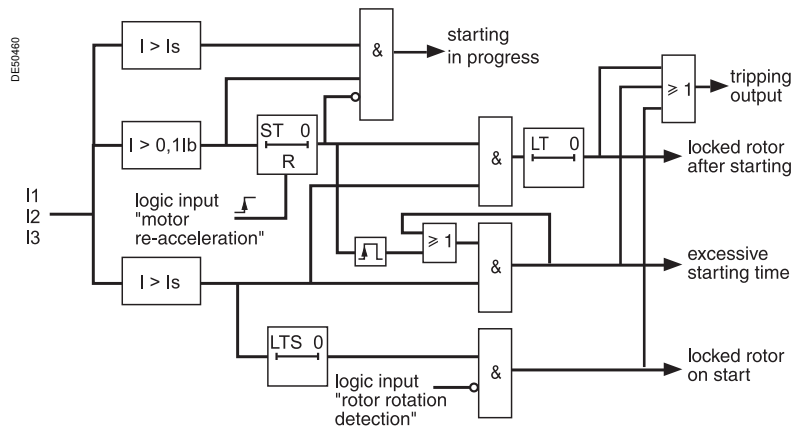 DE50460
I > Is
&
starting
in progress
I > 0,1Ib
ST 0
R
≥ 1
tripping
output
&
LT 0
locked rotor
after starting
I1
I2
I3
logic input
"motor
re-acceleration"
≥ 1
I > Is
&
excessive
starting time
LTS 0
&
logic input
"rotor rotation
detection"
locked rotor
on start